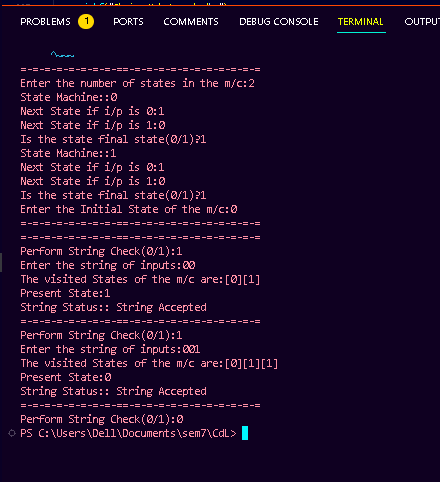 PROBLEMS 1 PORTS COMMENTS DEBUG CONSOLE TERMINAL OUTPU
=-=-=-=-=-=-=-==-=-=-=-=-=-=-=-=
Enter the number of states in the m/c:2
State Machine::0
Next State if i/p is 0:1
Next State if i/p is 1:0
Is the state final state(0/1)?1
State Machine::1
Next State if i/p is 0:1
Next State if i/p is 1:0
Is the state final state(0/1)?1
Enter the Initial State of the m/c:0
=-=-=-=-=-=-=-==-=-=-=-=-=-=-=-=
=-=-=-=-=-=-=-==-=-=-=-=-=-=-=-=
Perform String Check(0/1):1
Enter the string of inputs:00
The visited States of the m/c are:[0][1]
Present State:1
String Status:: String Accepted
=-=-=-=-=-=-=-==-=-=-=-=-=-=-=-=
Perform String Check(0/1):1
Enter the string of inputs:001
The visited States of the m/c are:[0][1][1]
Present State:0
String Status:: String Accepted
=-=-=-=-=-=-=-==-=-=-=-=-=-=-=-=
Perform String Check(0/1):0
PS C:\Users\Dell\Documents\sem7\CdL>